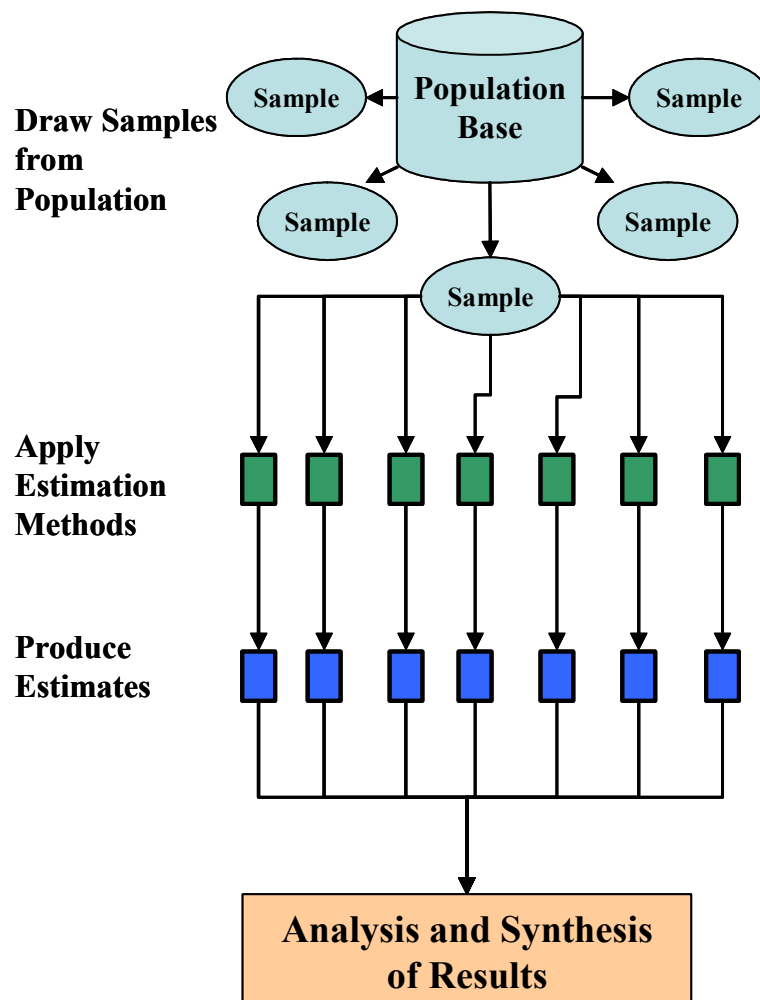 Population
Base
Sample
Sample
Draw Samples
from
Population
Sample
Sample
Sample
Apply
Estimation
Methods
Produce
Estimates
Analysis and Synthesis
of Results